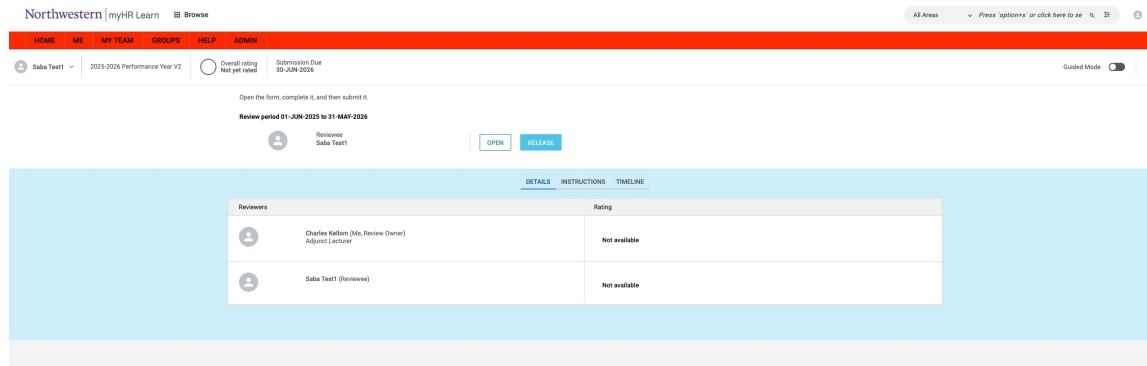 Northwestern | myHR Learn Browse All Areas Press `option+s` or click here to se
HOME ME MY TEAM GROUPS HELP ADMIN
Saba Test1 2025-2026 Performance Year V2 Overall rating Submission Due
Not yet rated 30-JUN-2026 Guided Mode
Open the form, complete it, and then submit it.
Review period 01-JUN-2025 to 31-MAY-2026
Reviewee
Saba Test1
OPEN RELEASE
DETAILS INSTRUCTIONS TIMELINE
Reviewers Rating
Charles Kellom (Me, Review Owner)
Adjunct Lecturer
Not available
Saba Test1 (Reviewee)
Not available